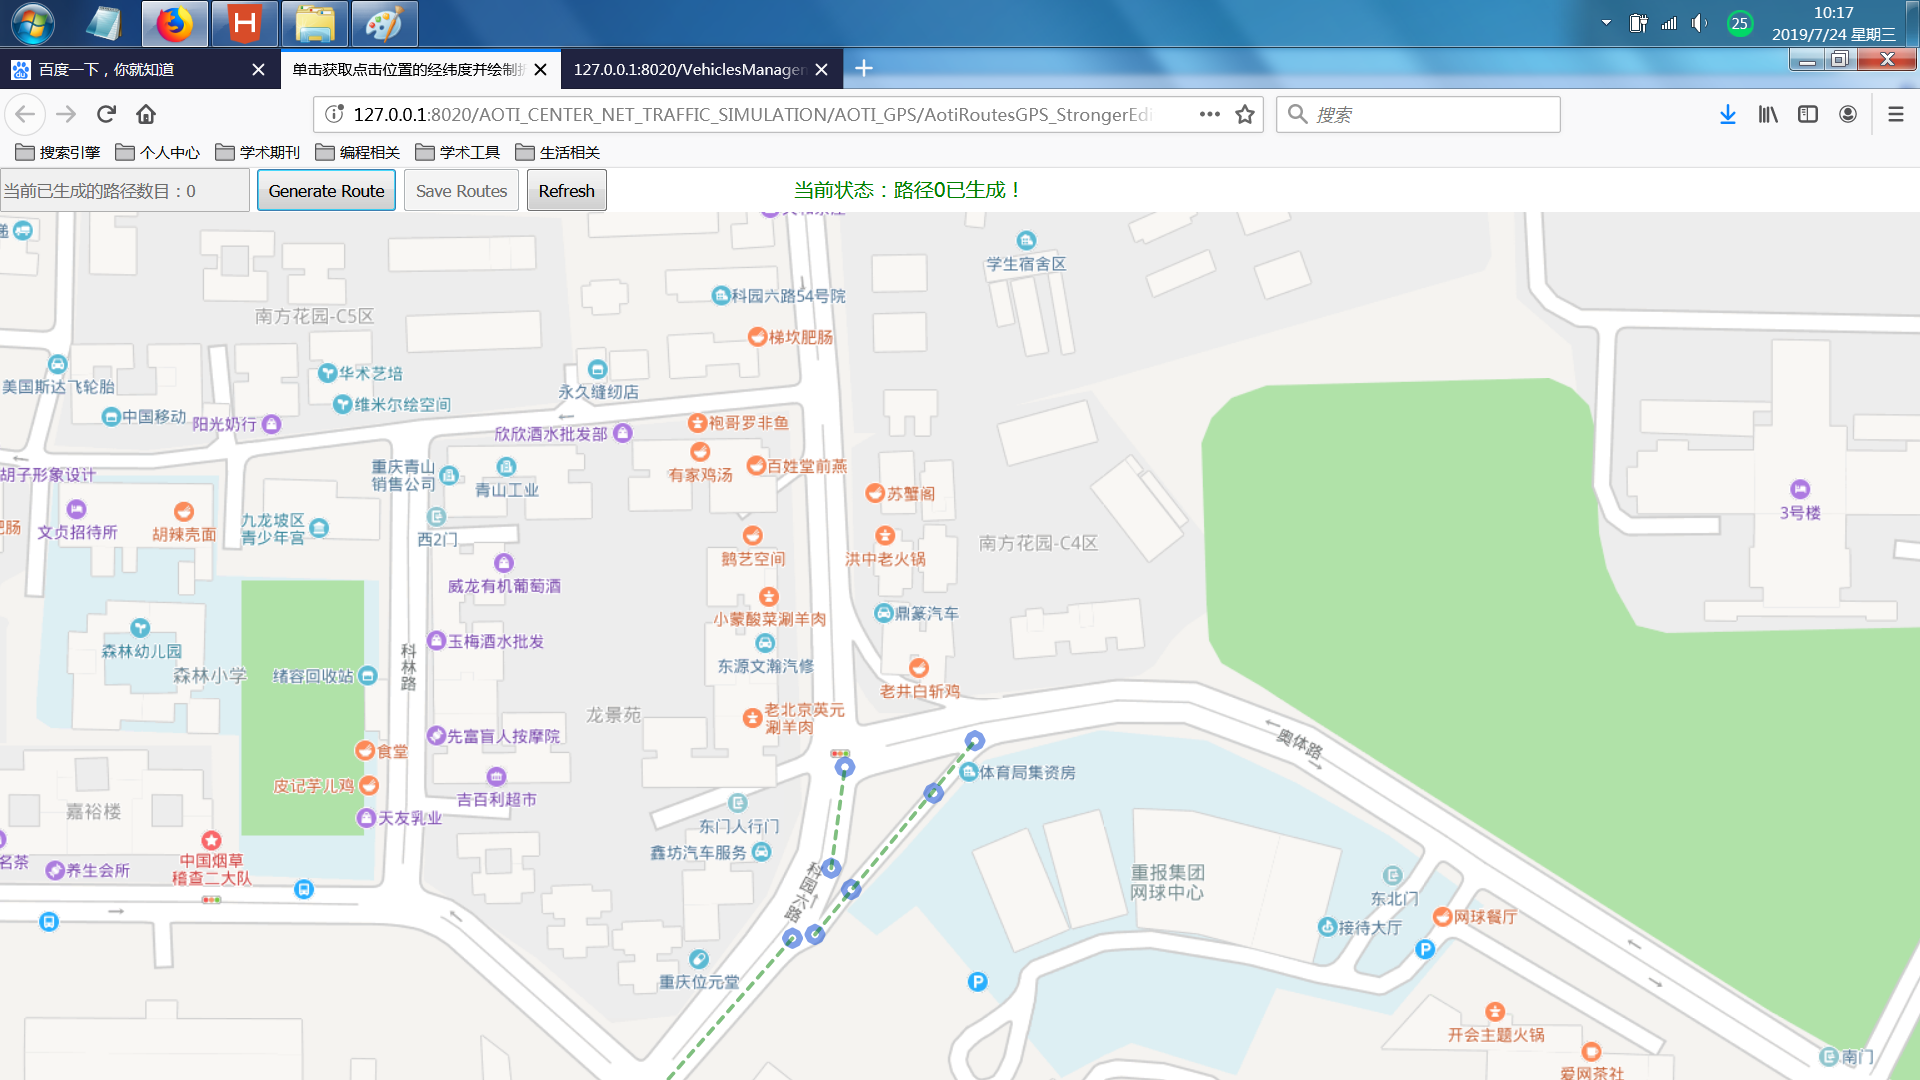 10:17
25
2019/7/24 星期三
百度一下，你就知道
单击获取点击位置的经纬度并绘制折
127.0.0.1:8020/VehiclesManagem
127.0.0.1:8020/AOTI_CENTER_NET_TRAFFIC_SIMULATION/AOTI_GPS/AotiRoutesGPS_StrongerEdi
搜索
搜索引擎
个人中心
学术期刊
编程相关
学术工具
生活相关
当前已生成的路径数目：0
Generate Route
Save Routes
Refresh
当前状态：路径0已生成！
学生宿舍区
科园六路54号院
南方花园-C5区
梯坎肥肠
华术艺培
美国斯达飞轮胎
永久缝纫店
维米尔绘空间
中国移动
阳光奶行
袍哥罗非鱼
欣欣酒水批发部
重庆青山
销售公司
百姓堂前燕
有家鸡汤
胡子形象设计
青山工业
苏蟹阁
3号楼
九龙坡区
青少年宫
肥肠
文贞招待所
胡辣壳面
西2门
南方花园-C4区
鹅艺空间
洪中老火锅
威龙有机葡萄酒
小蒙酸菜涮羊肉
鼎篆汽车
玉梅酒水批发
森林幼儿园
科林路
东源文瀚汽修
森林小学
绪容回收站
老井白斩鸡
龙景苑
老北京英元
涮羊肉
先富盲人按摩院
奥体路
食堂
体育局集资房
皮记芋儿鸡
吉百利超市
嘉裕楼
天友乳业
东门人行门
鑫坊汽车服务
名茶
养生会所
中国烟草
稽查二大队
科园六路
重报集团
网球中心
东北门
网球餐厅
接待大厅
P
重庆位元堂
P
开会主题火锅
南门
爱网茶社